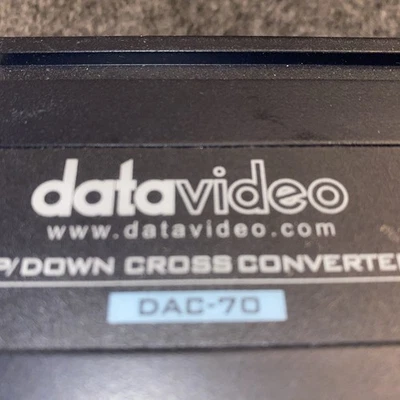 datavideo
www.datavideo.com
P/DOWN CROSS CONVERTE
DAC-70